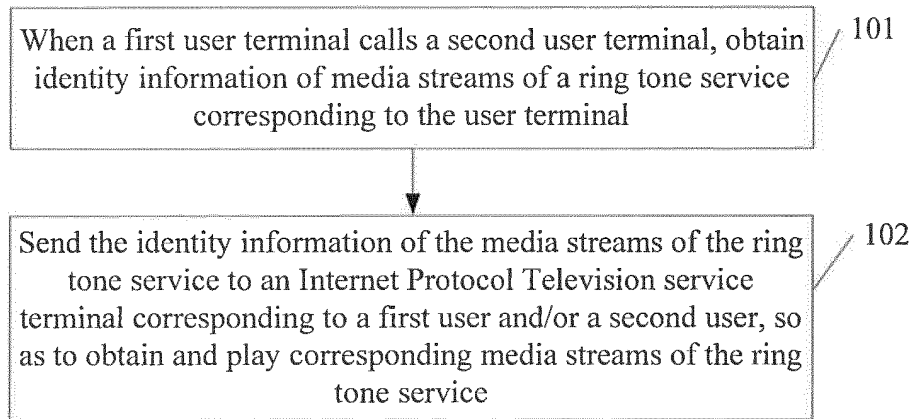 When a first user terminal calls a second user terminal, obtain
identity information of media streams of a ring tone service
corresponding to the user terminal
101
Send the identity information of the media streams of the ring
tone service to an Internet Protocol Television service
terminal corresponding to a first user and/or a second user, so
as to obtain and play corresponding media streams of the ring
tone service
102